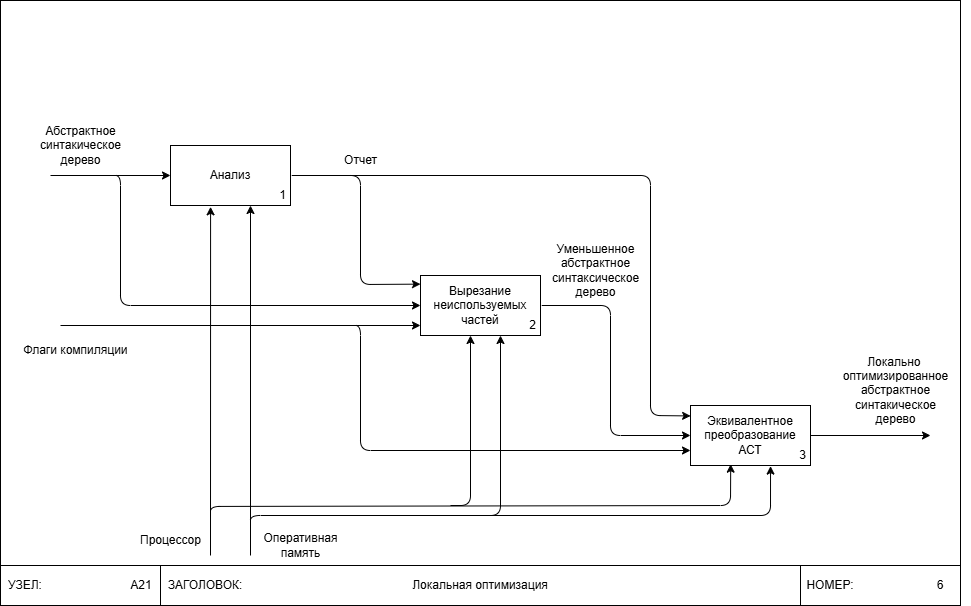 Абстрактное
синтакическое
дерево
Анализ
1
Отчет
Уменьшенное
абстрактное
синтаксическое
дерево
Вырезание
неиспользуемых
частей
2
Флаги компиляции
Локально
оптимизированное
абстрактное
синтакическое
дерево
Эквивалентное
преобразование
АСТ
3
Процессор
Оперативная
память
УЗЕЛ: A21 ЗАГОЛОВОК: Локальная оптимизация НОМЕР: 6